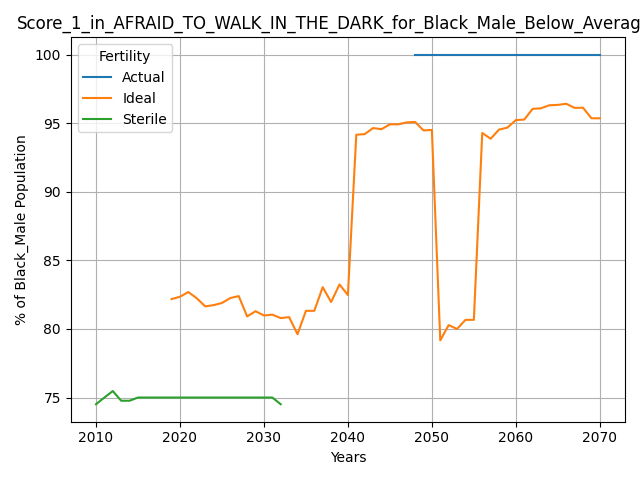 Score_1_in_AFRAID_TO_WALK_IN_THE_DARK_for_Black_Male_Below_Averag
Fertility
Actual
Ideal
Sterile
100
95
90
85
80
75
% of Black_Male Population
2010 2020 2030 2040 2050 2060 2070
Years